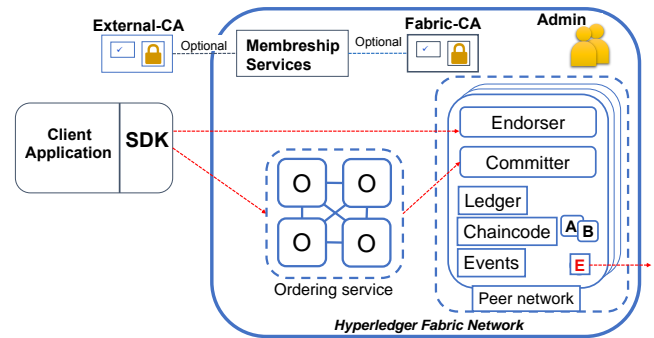 External-CA
Optional
Membreship
Services
Optional
Fabric-CA
Admin
Client
Application
SDK
Endorser
Committer
Ledger
Chaincode
A
B
Events
E
O
O
O
O
Ordering service
Peer network
Hyperledger Fabric Network